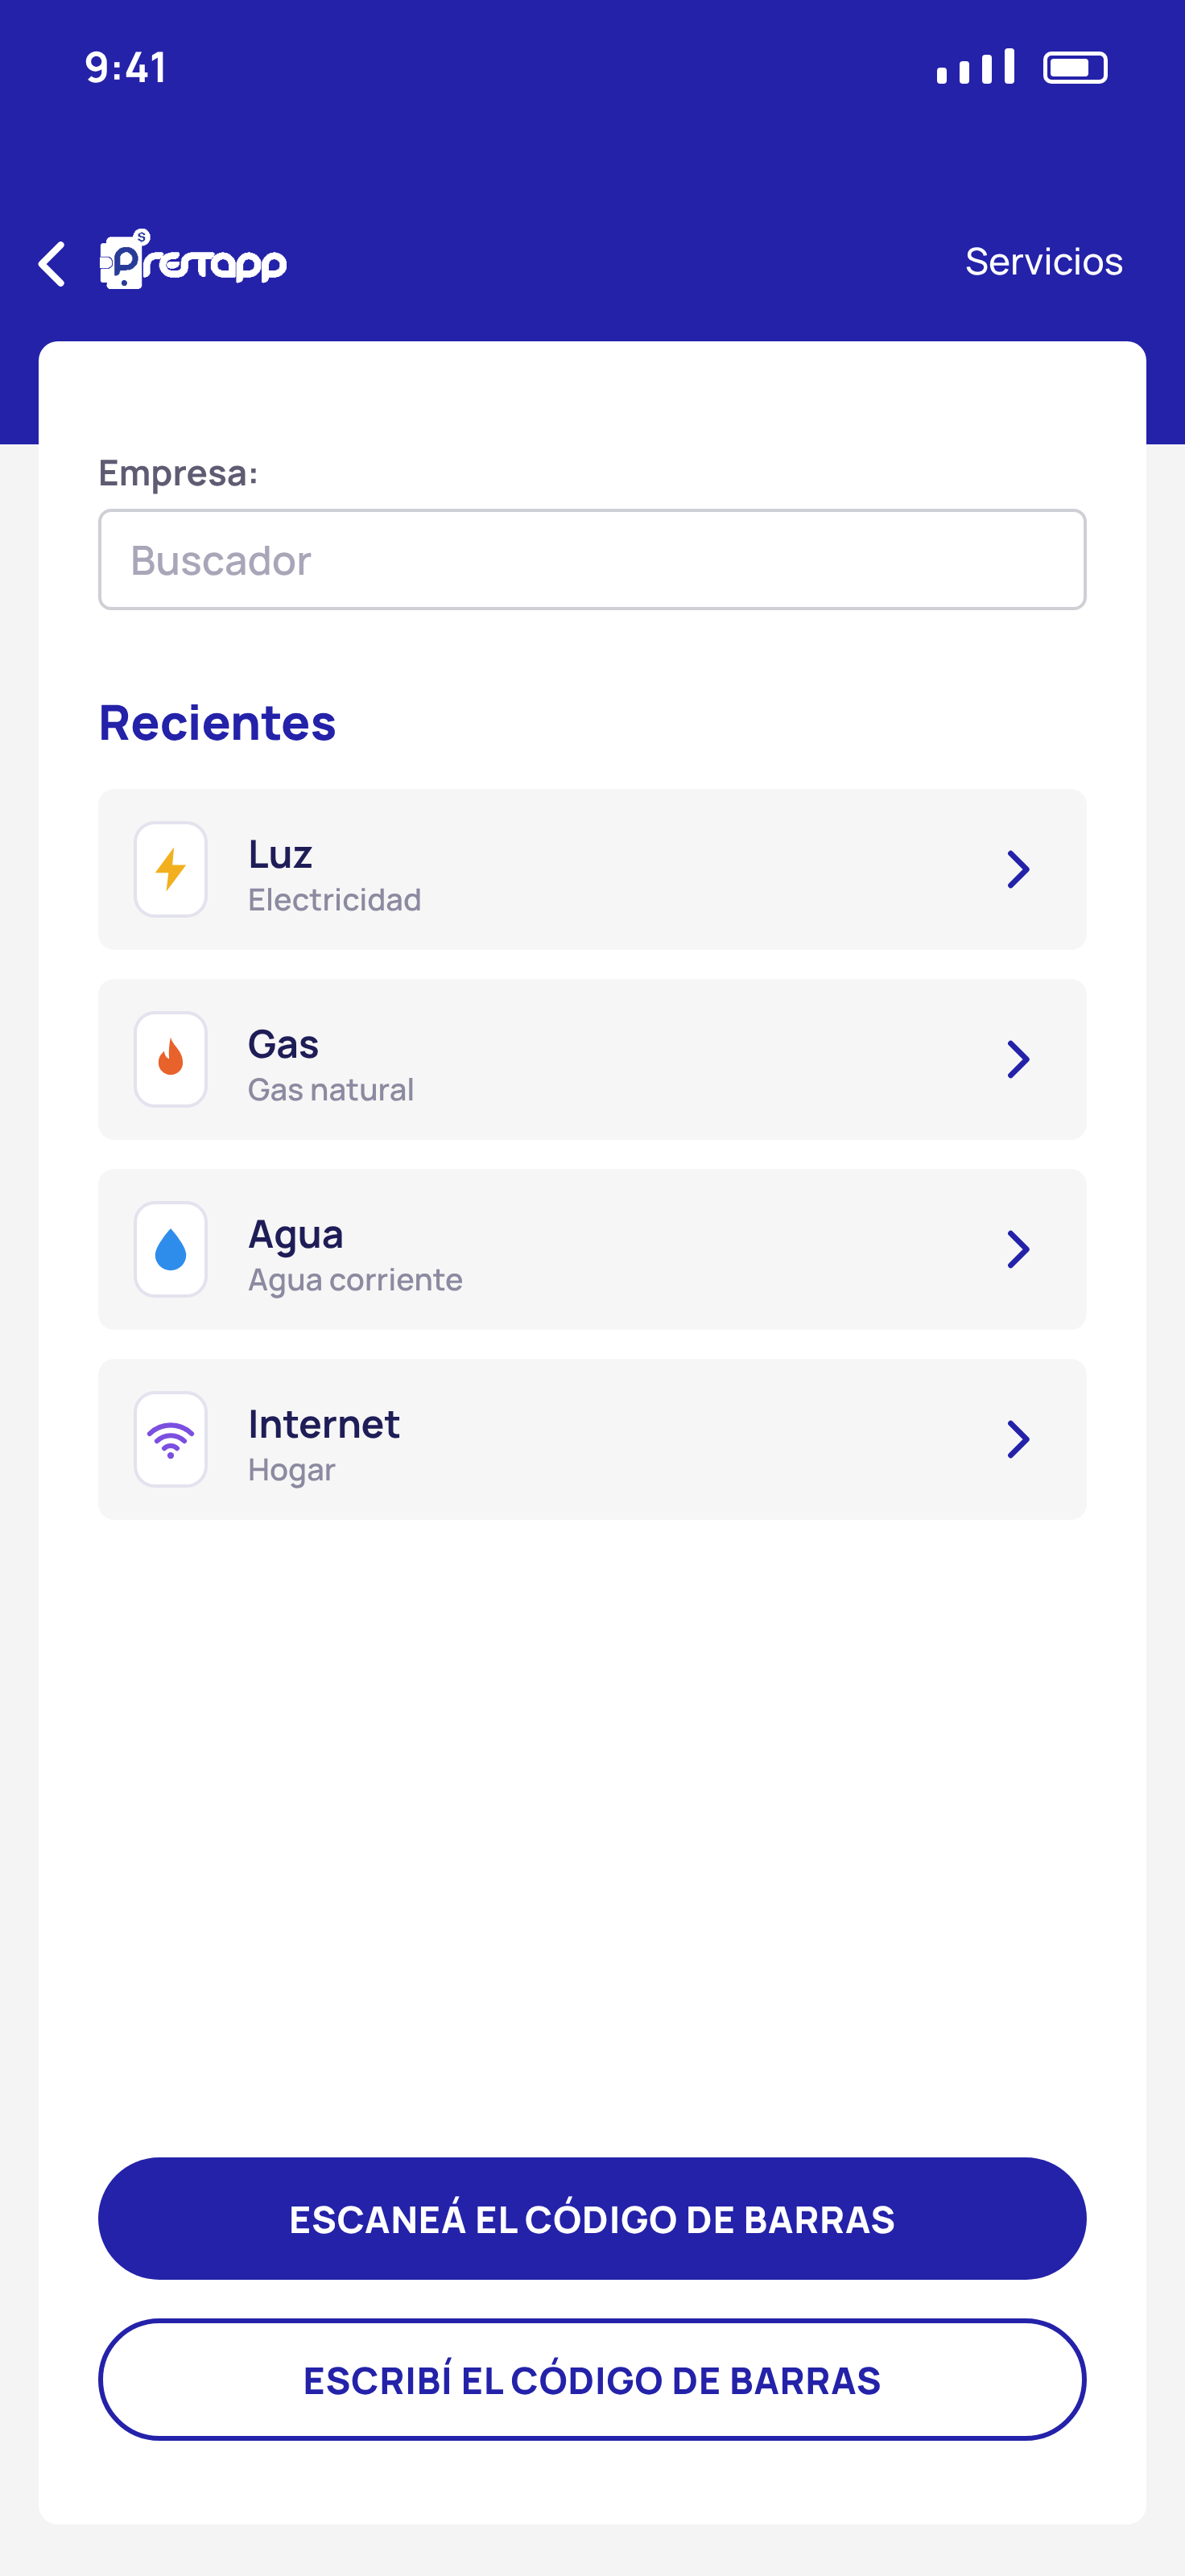 9:41
Prestapp
Servicios
Empresa:
Buscador
Recientes
Luz
Electricidad
Gas
Gas natural
Agua
Agua corriente
Internet
Hogar
ESCANEÁ EL CÓDIGO DE BARRAS
ESCRIBÍ EL CÓDIGO DE BARRAS